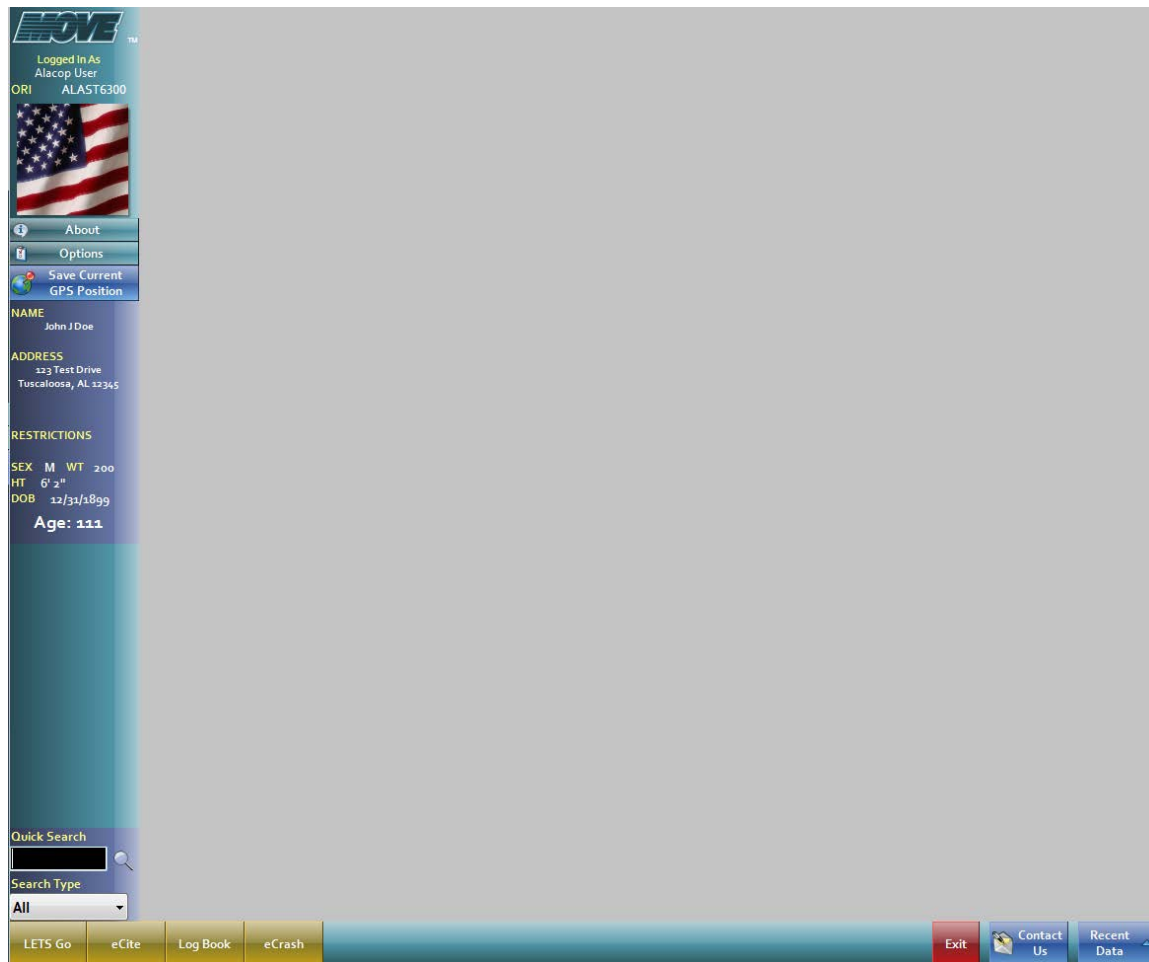 MOVE TM
Logged In As
Alacop User
ORI ALAST6300
About
Options
Save Current
GPS Position
NAME
John J Doe
ADDRESS
123 Test Drive
Tuscaloosa, AL 12345
RESTRICTIONS
SEX M WT 200
HT 6' 2"
DOB 12/31/1899
Age: 111
Quick Search
Search Type
All
LETS Go eCite Log Book eCrash Exit Contact Us Recent Data